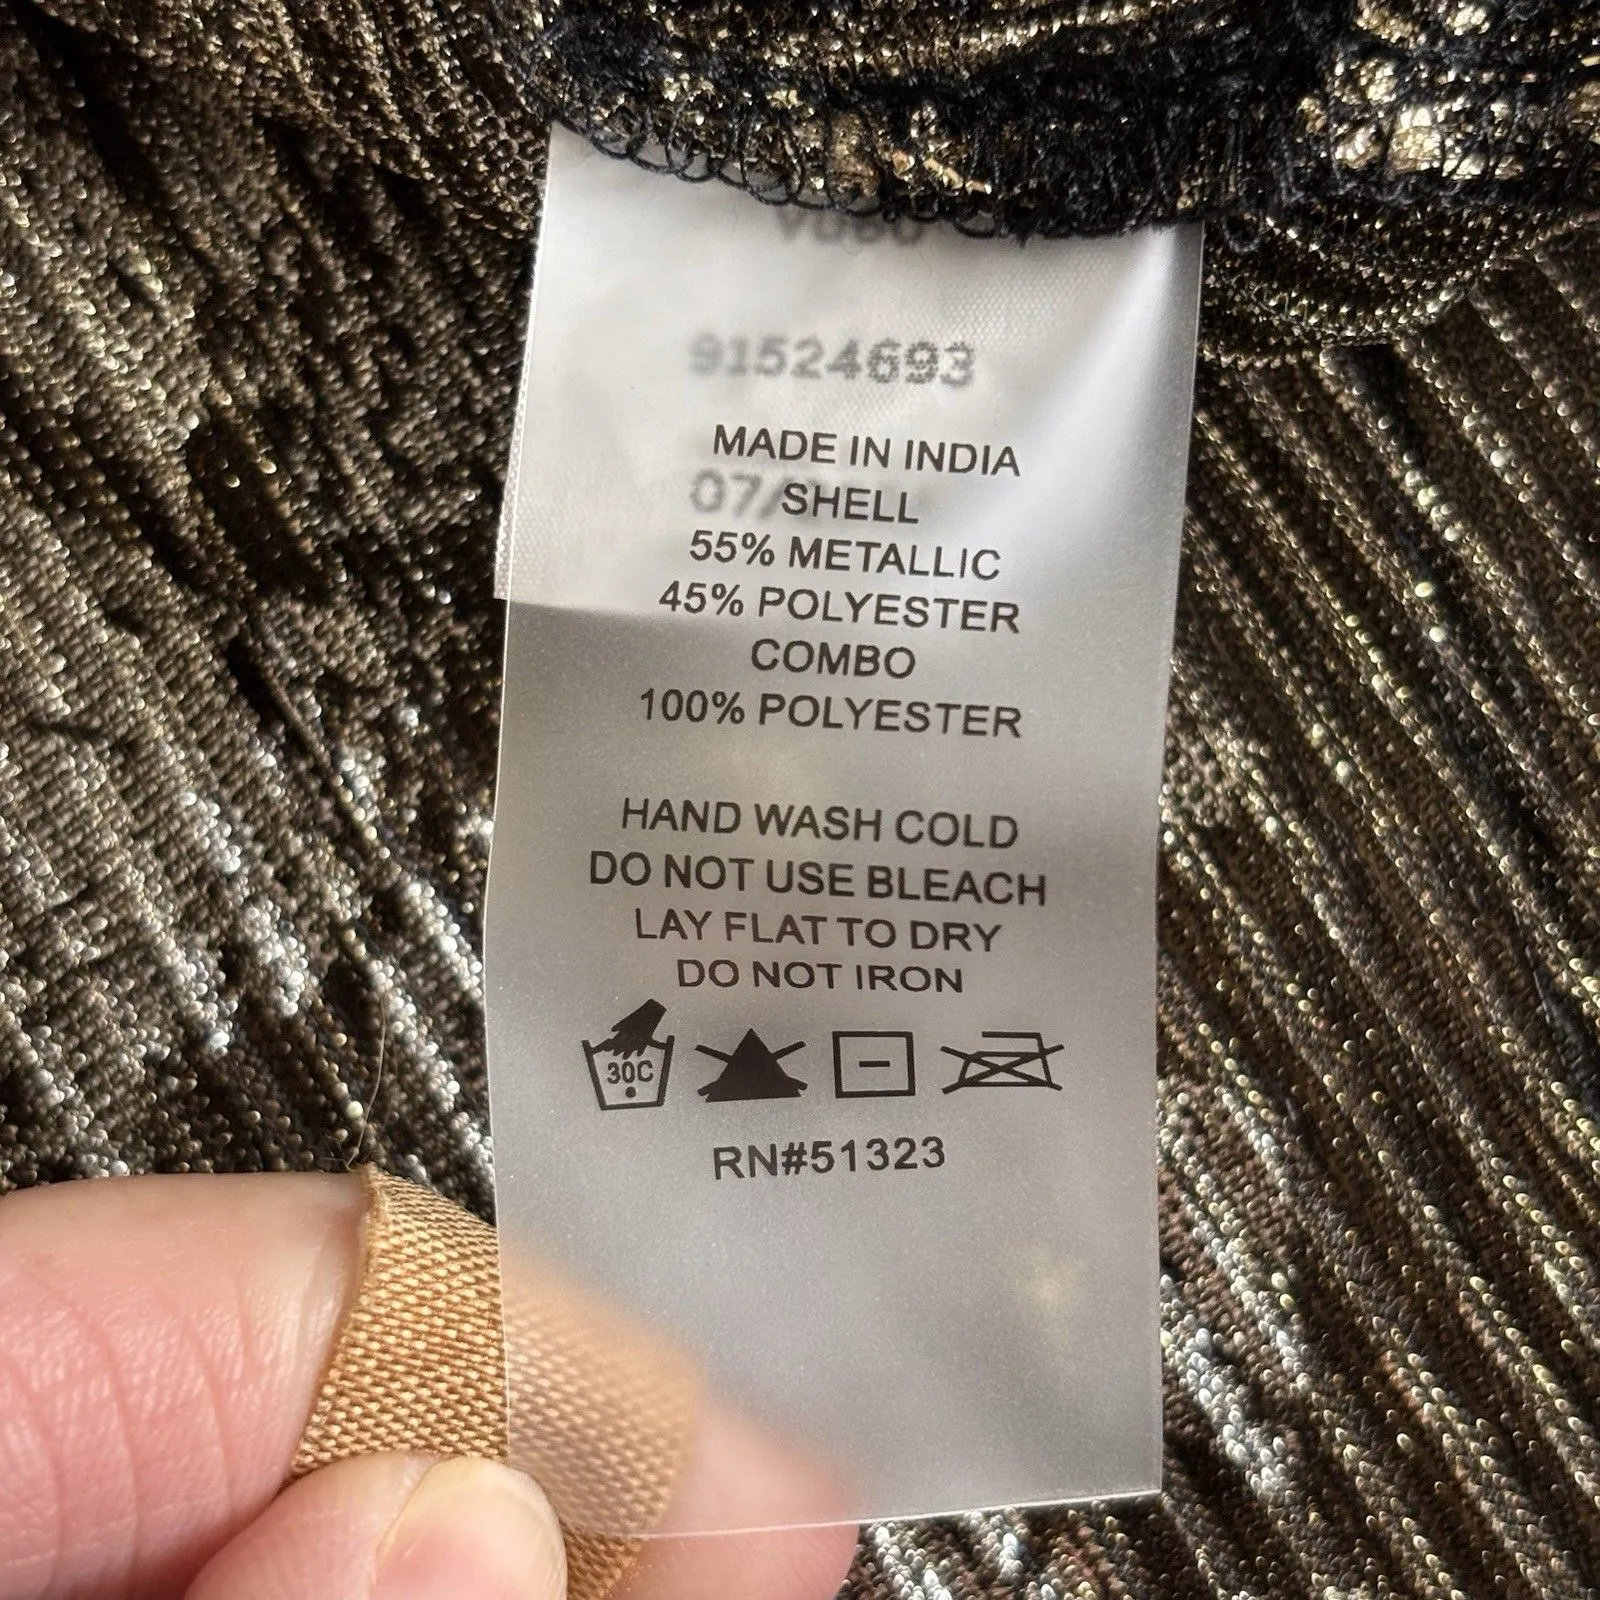 91524693
MADE IN INDIA
07/
SHELL
55% METALLIC
45% POLYESTER
COMBO
100% POLYESTER
HAND WASH COLD
DO NOT USE BLEACH
LAY FLAT TO DRY
DO NOT IRON
30C
RN#51323